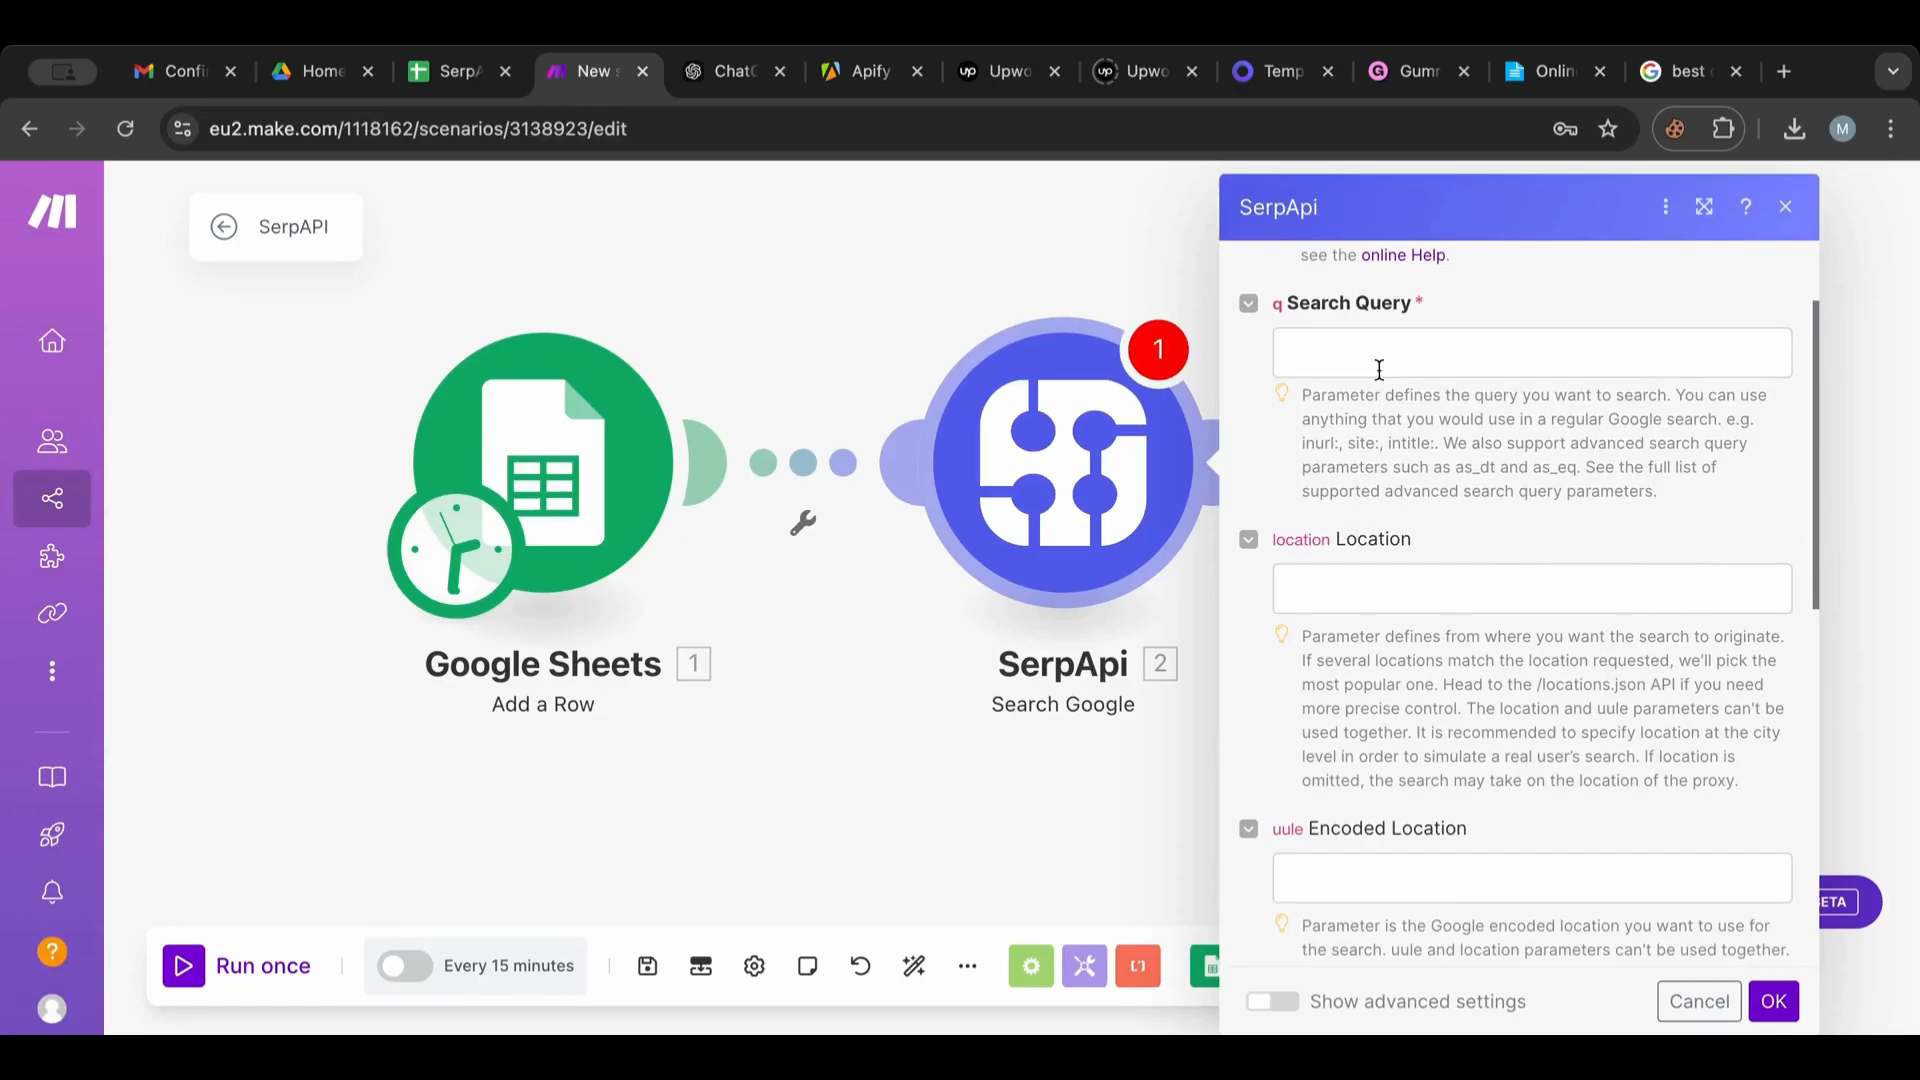 Confi
Home
SerpA
New s
ChatG
Apify
Upwo
Upwo
Temp
Gumr
Onlin
best
eu2.make.com/1118162/scenarios/3138923/edit
M
SerpAPI
SerpApi
see the online Help.
q Search Query *
1
Parameter defines the query you want to search. You can use
anything that you would use in a regular Google search. e.g.
inurl:, site:, intitle:. We also support advanced search query
parameters such as as_dt and as_eq. See the full list of
supported advanced search query parameters.
location Location
Parameter defines from where you want the search to originate.
If several locations match the location requested, we'll pick the
most popular one. Head to the /locations.json API if you need
more precise control. The location and uule parameters can't be
used together. It is recommended to specify location at the city
level in order to simulate a real user's search. If location is
omitted, the search may take on the location of the proxy.
Google Sheets 1
Add a Row
SerpApi 2
Search Google
uule Encoded Location
Parameter is the Google encoded location you want to use for
the search. uule and location parameters can't be used together.
ETA
Run once
Every 15 minutes
Show advanced settings
Cancel
OK